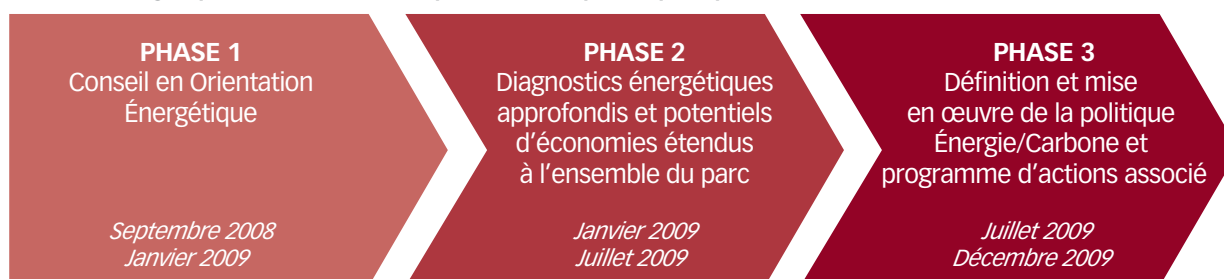 PHASE 1
Conseil en Orientation
Énergétique
Septembre 2008
Janvier 2009
PHASE 2
Diagnostics énergétiques
approfondis et potentiels
d'économies étendus
à l'ensemble du parc
Janvier 2009
Juillet 2009
PHASE 3
Définition et mise
en œuvre de la politique
Énergie/Carbone et
programme d'actions associé
Juillet 2009
Décembre 2009